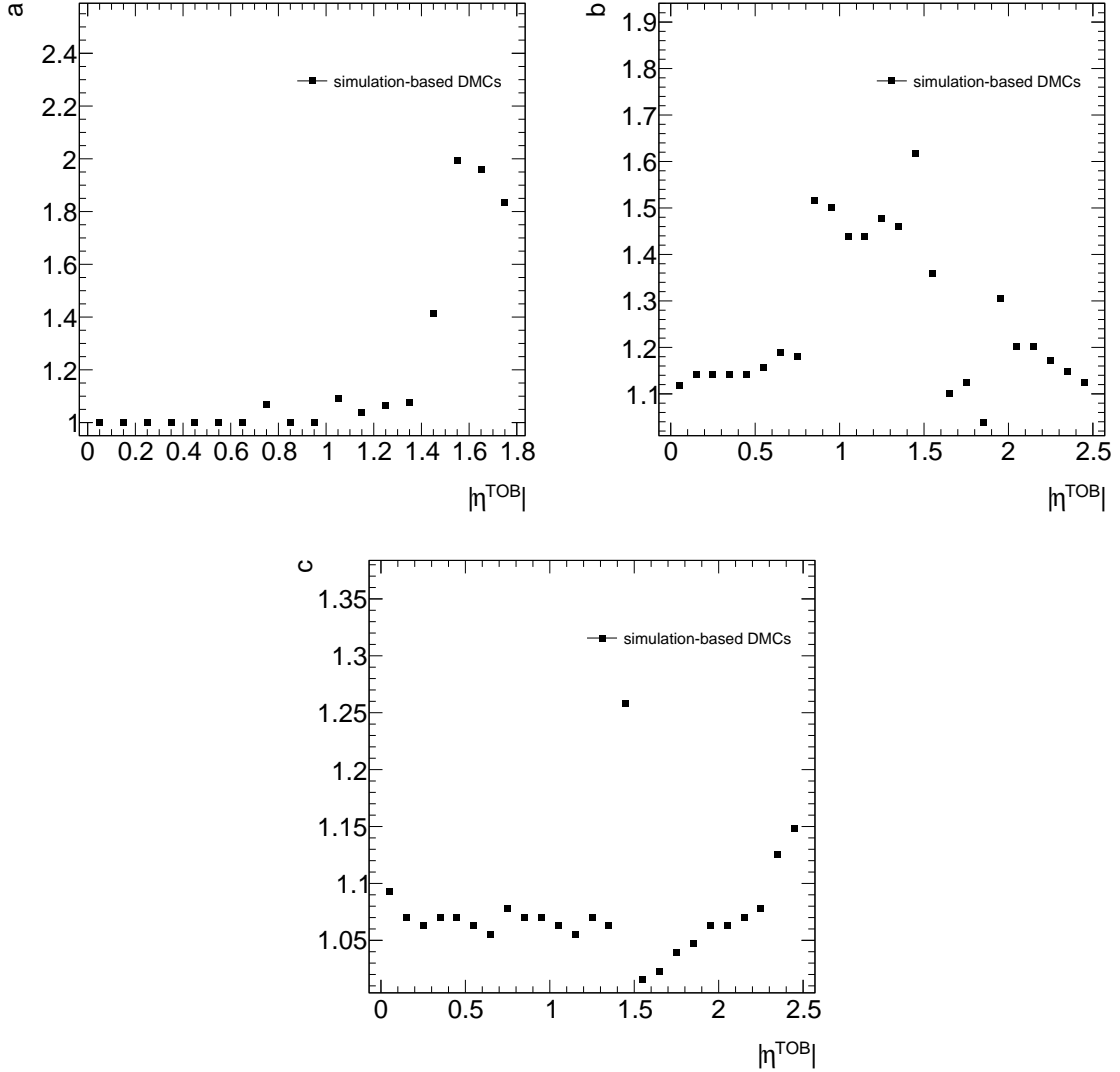 a
2.4
simulation-based DMCs
2.2
2
1.8
1.6
1.4
1.2
1
0 0.2 0.4 0.6 0.8 1 1.2 1.4 1.6 1.8
|η^TOB|
b
1.9
1.8
simulation-based DMCs
1.7
1.6
1.5
1.4
1.3
1.2
1.1
0 0.5 1 1.5 2 2.5
|η^TOB|
c
1.35
simulation-based DMCs
1.3
1.25
1.2
1.15
1.1
1.05
0 0.5 1 1.5 2 2.5
|η^TOB|